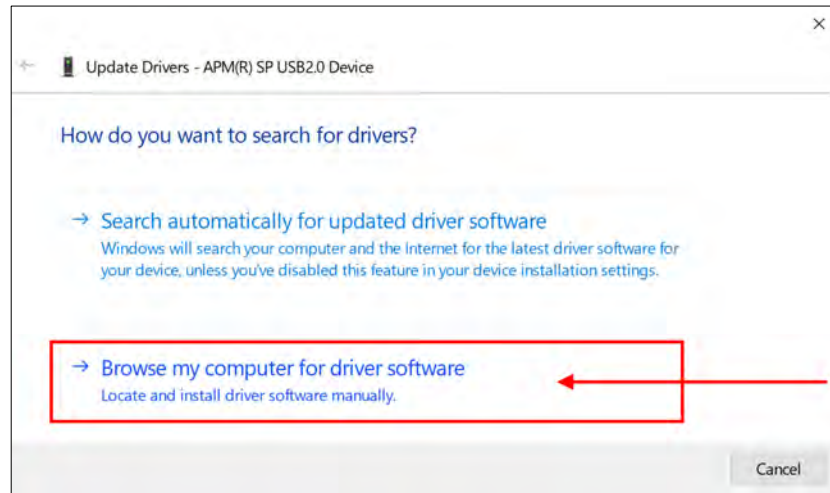 Update Drivers - APM(R) SP USB2.0 Device
How do you want to search for drivers?
→ Search automatically for updated driver software
Windows will search your computer and the Internet for the latest driver software for
your device, unless you've disabled this feature in your device installation settings.
→ Browse my computer for driver software
Locate and install driver software manually.
Cancel